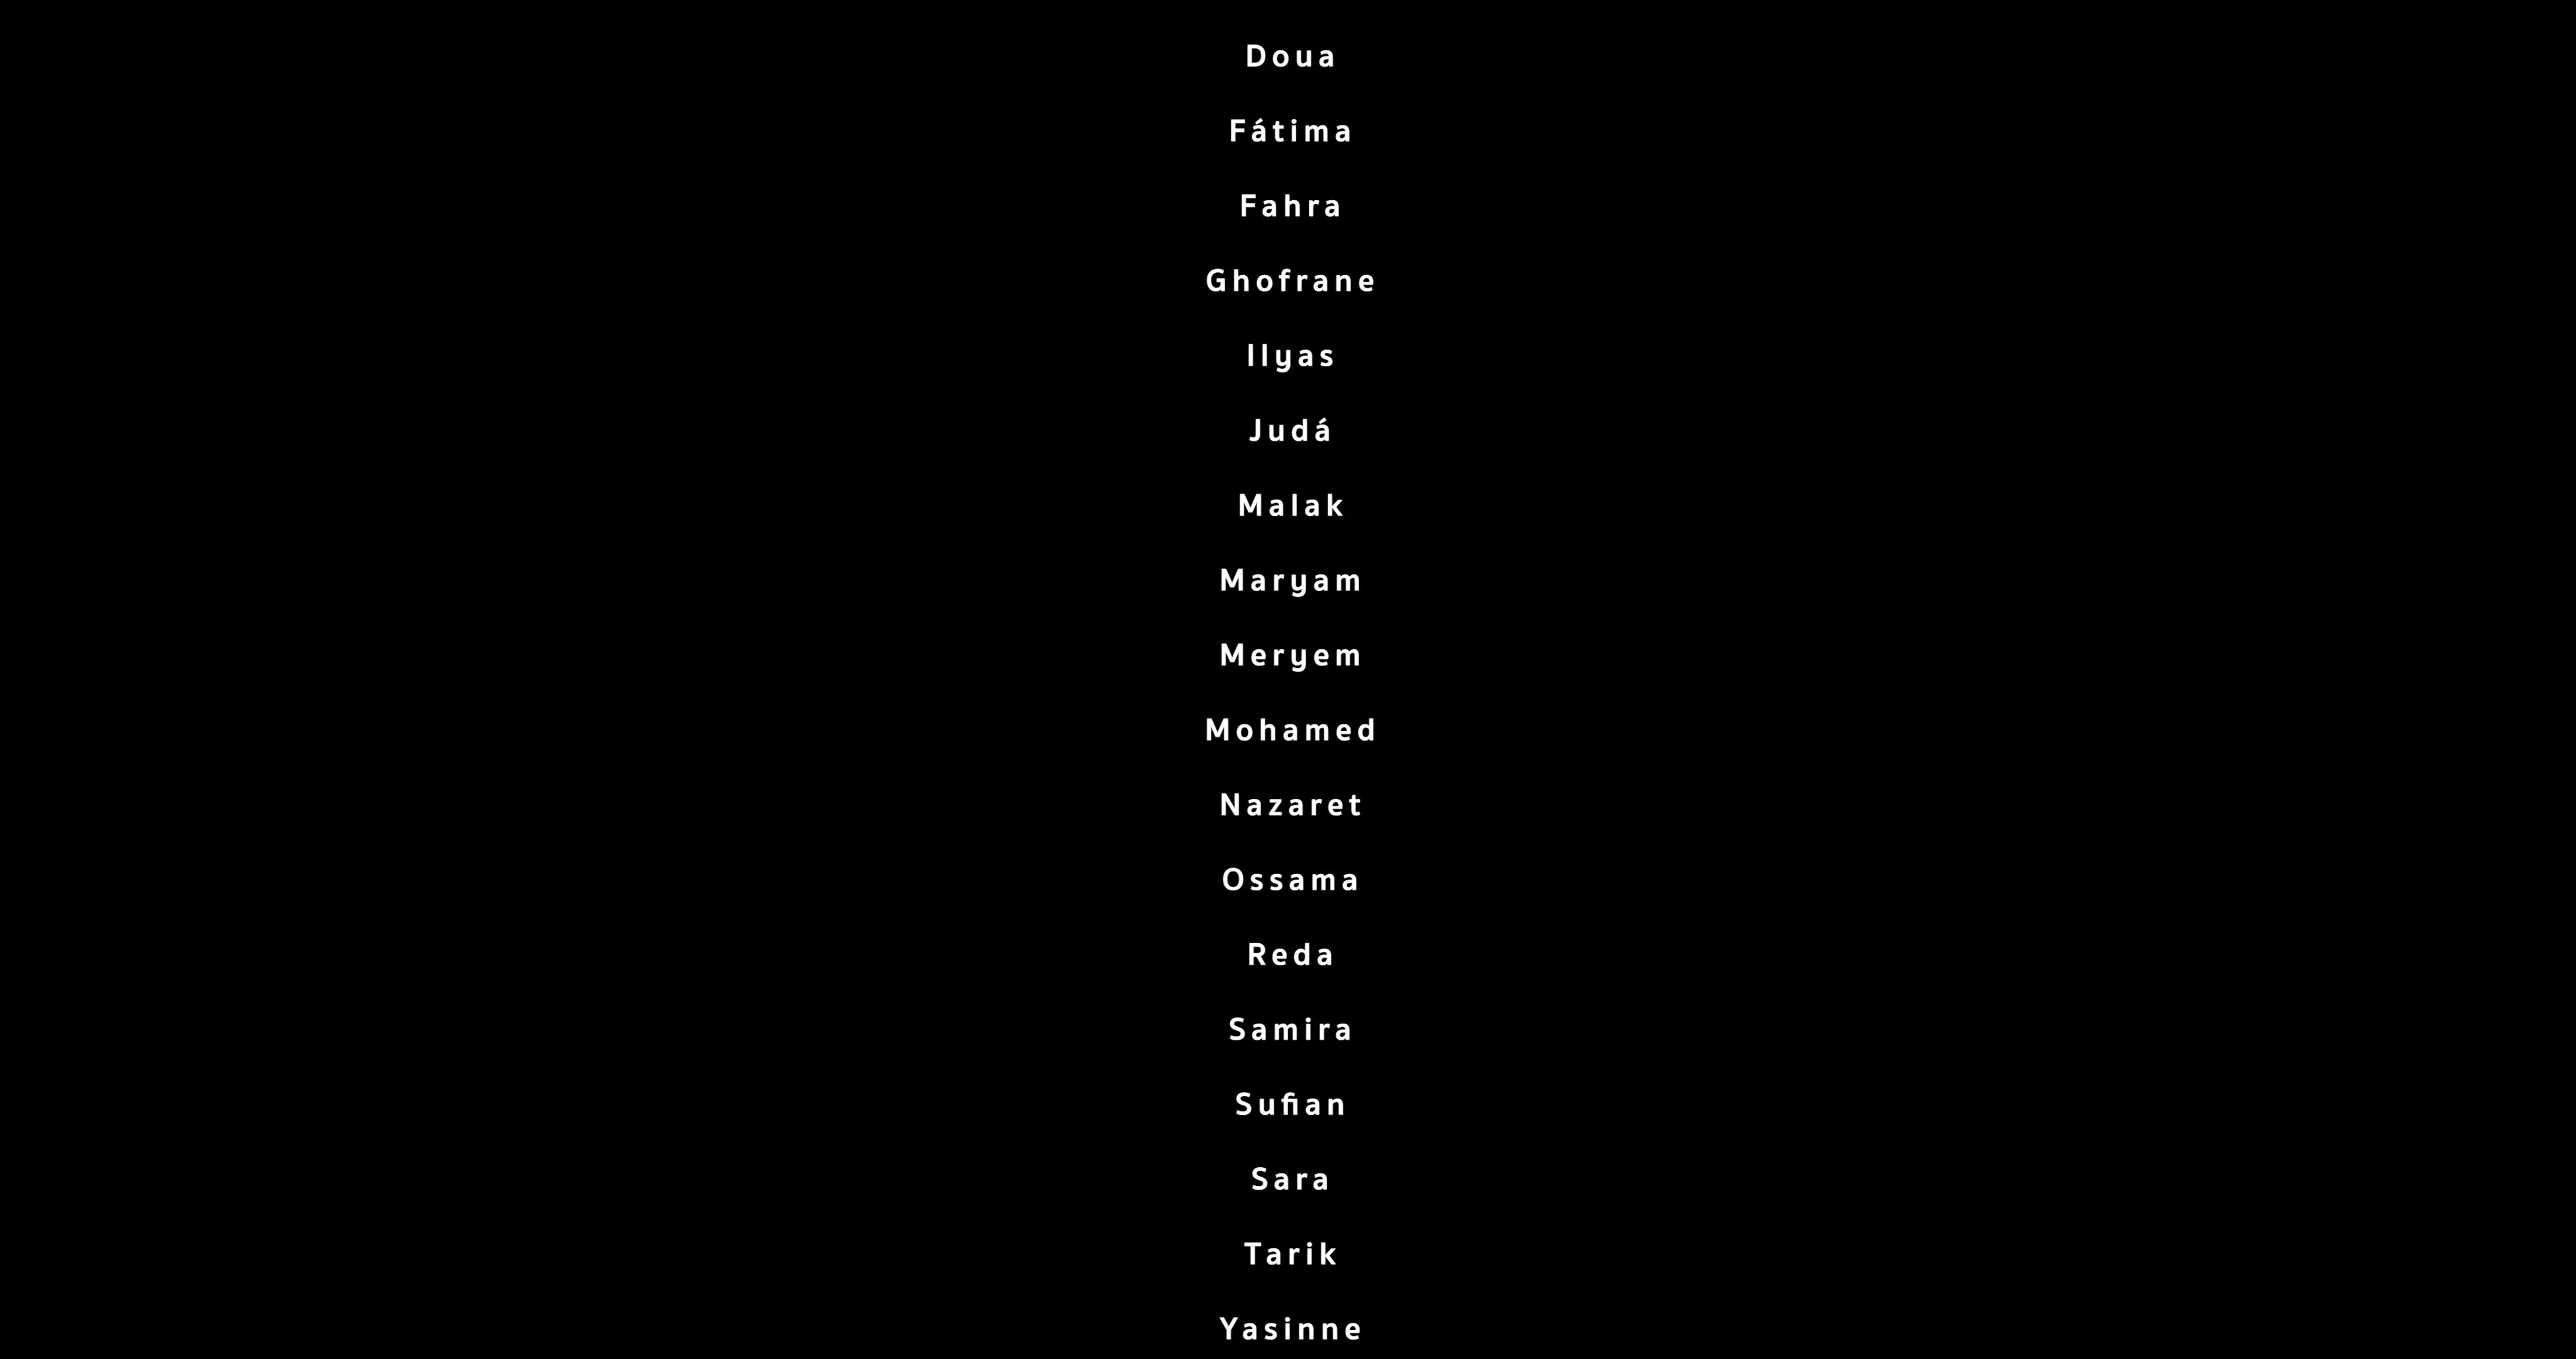 Doua
Fátima
Fahra
Ghofrane
Ilyas
Judá
Malak
Maryam
Meryem
Mohamed
Nazaret
Ossama
Reda
Samira
Sufian
Sara
Tarik
Yasinne